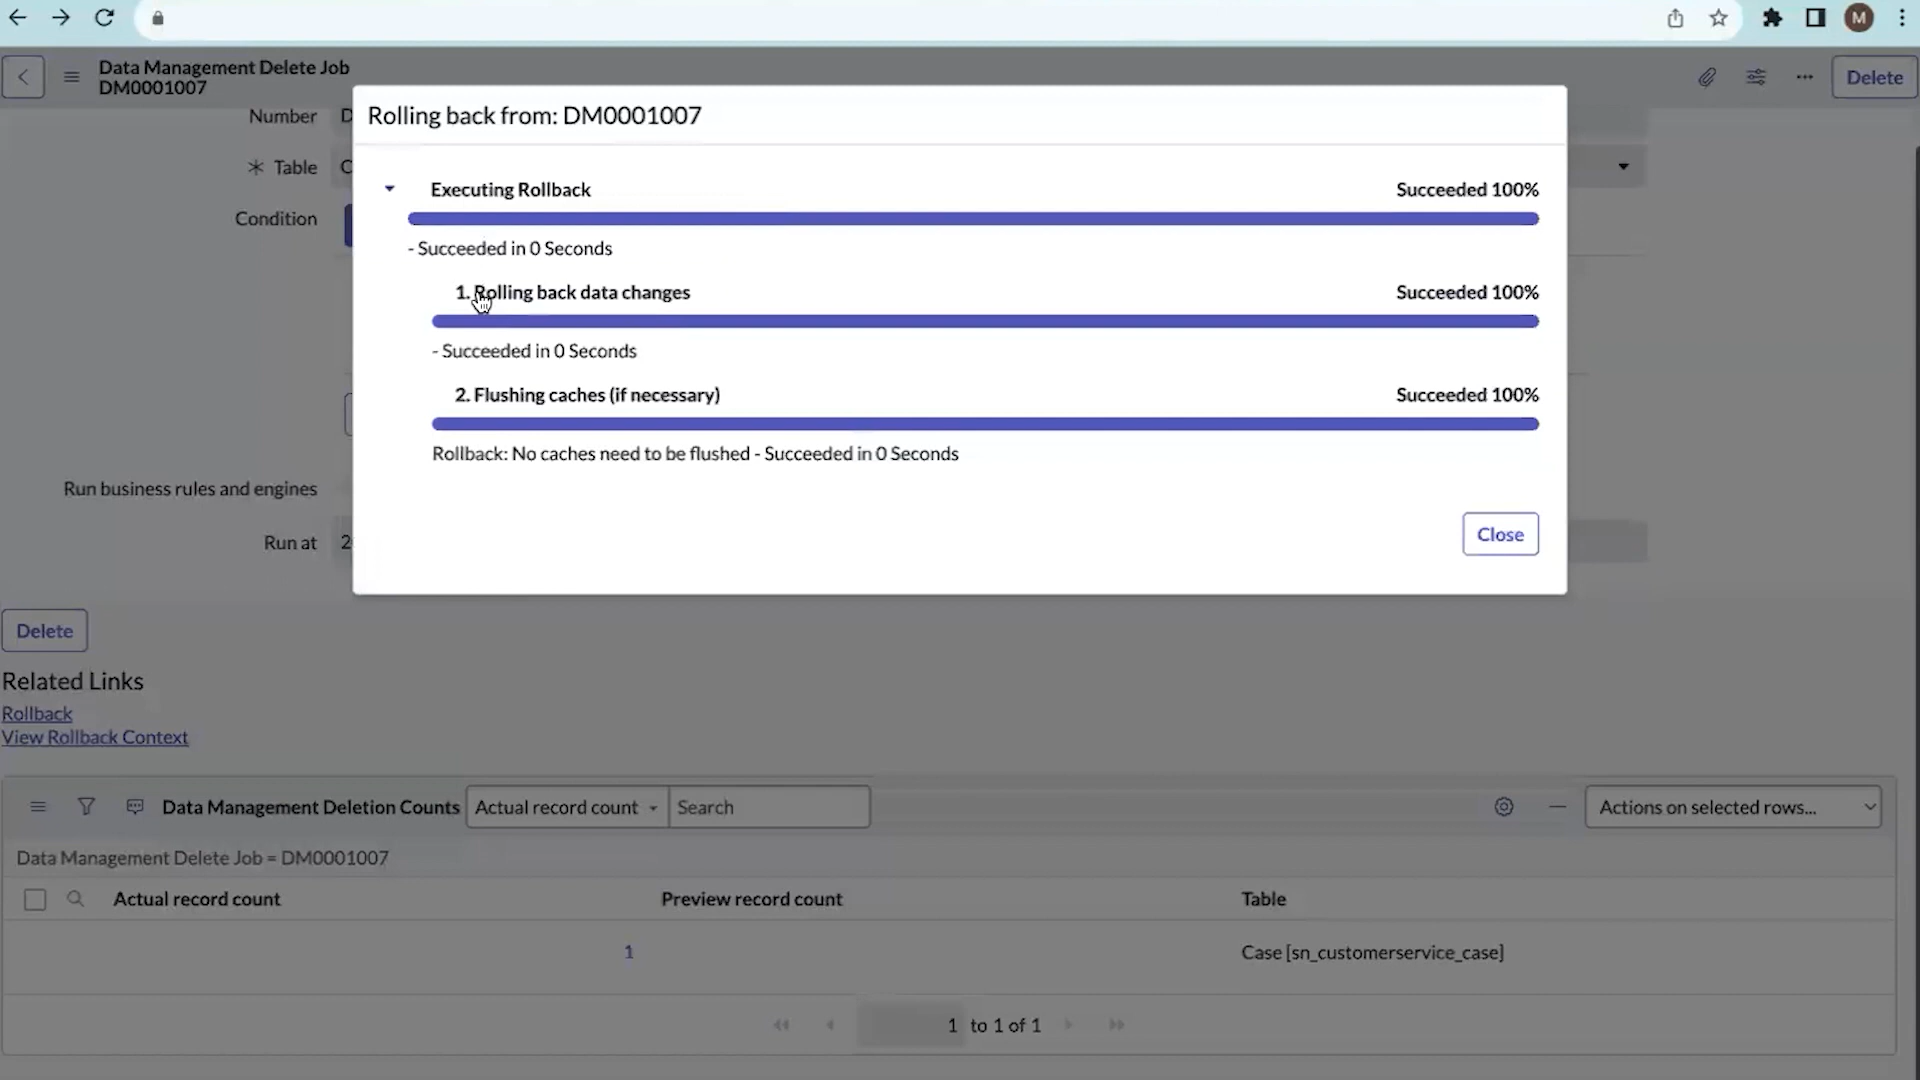 M
Data Management Delete Job
DM0001007
Delete
Number
Rolling back from: DM0001007
* Table
Condition
Executing Rollback Succeeded 100%
- Succeeded in 0 Seconds
1. Rolling back data changes Succeeded 100%
- Succeeded in 0 Seconds
2. Flushing caches (if necessary) Succeeded 100%
Rollback: No caches need to be flushed - Succeeded in 0 Seconds
Run business rules and engines
Close
Run at 2
Delete
Related Links
Rollback
View Rollback Context
Data Management Deletion Counts Actual record count Search Actions on selected rows...
Data Management Delete Job = DM0001007
Actual record count Preview record count Table
1 Case [sn_customerservice_case]
1 to 1 of 1